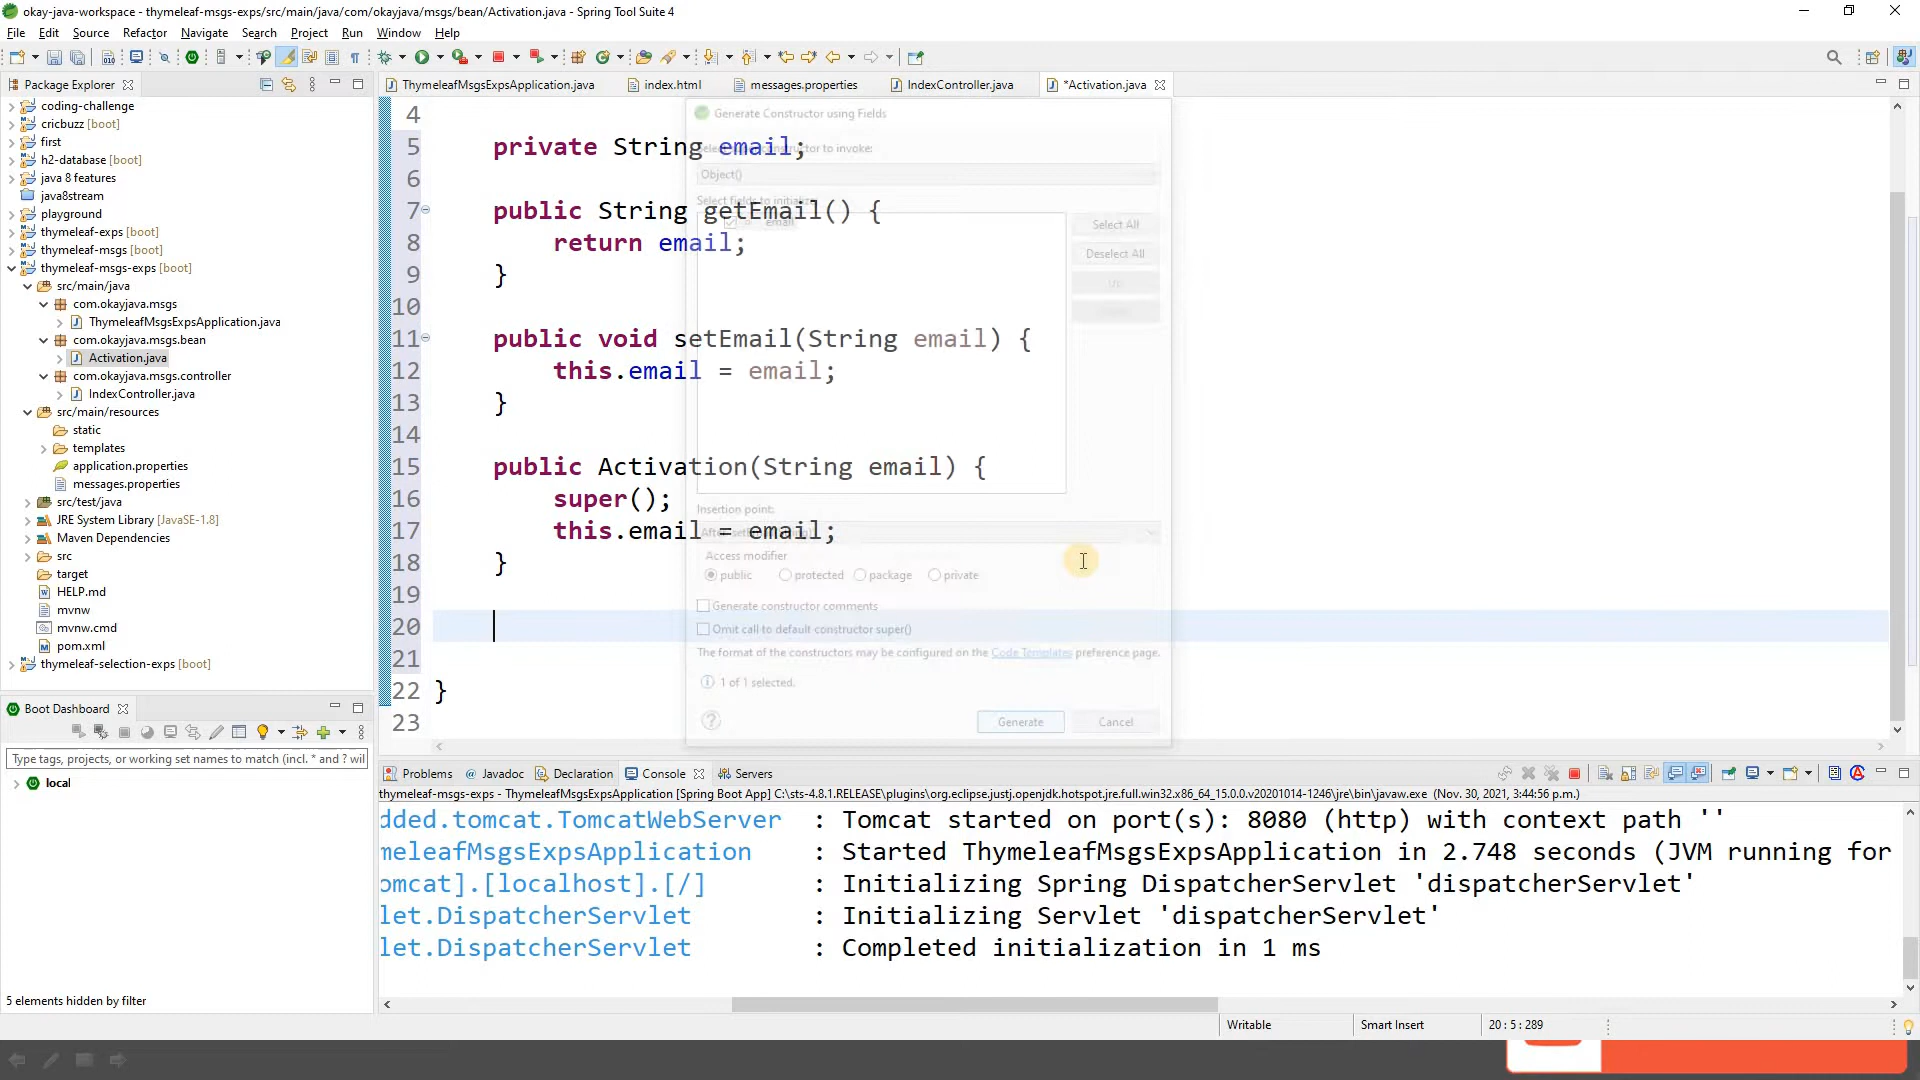 okay-java-workspace - thymeleaf-msgs-exps/src/main/java/com/okayjava/msgs/bean/Activation.java - Spring Tool Suite 4
File Edit Source Refactor Navigate Search Project Run Window Help
Package Explorer
ThymeleafMsgsExpsApplication.java index.html messages.properties IndexController.java *Activation.java
coding-challenge
cricbuzz [boot]
first
h2-database [boot]
java 8 features
java8stream
playground
thymeleaf-exps [boot]
thymeleaf-msgs [boot]
thymeleaf-msgs-exps [boot]
src/main/java
com.okayjava.msgs
ThymeleafMsgsExpsApplication.java
com.okayjava.msgs.bean
Activation.java
com.okayjava.msgs.controller
IndexController.java
src/main/resources
static
templates
application.properties
messages.properties
src/test/java
JRE System Library [JavaSE-1.8]
Maven Dependencies
src
target
HELP.md
mvnw
mvnw.cmd
pom.xml
thymeleaf-selection-exps [boot]
4
5 private String email;
6
7 public String getEmail() {
8 return email;
9 }
10
11 public void setEmail(String email) {
12 this.email = email;
13 }
14
15 public Activation(String email) {
16 super();
17 this.email = email;
18 }
19
20
21
22 }
23
Generate Constructor using Fields
constructor to invoke:
Object()
Select fields to initialize
email
Select All
Deselect All
Up
Insertion point:
Access modifier
public protected package private
Generate constructor comments
Omit call to default constructor super()
The format of the constructors may be configured on the Code Templates preference page.
1 of 1 selected.
Generate Cancel
Boot Dashboard
Type tags, projects, or working set names to match (incl. * and ? wil
local
5 elements hidden by filter
Problems Javadoc Declaration Console Servers
thymeleaf-msgs-exps - ThymeleafMsgsExpsApplication [Spring Boot App] C:\sts-4.8.1.RELEASE\plugins\org.eclipse.justj.openjdk.hotspot.jre.full.win32.x86_64_15.0.0.v20201014-1246\jre\bin\javaw.exe (Nov. 30, 2021, 3:44:56 p.m.)
dded.tomcat.TomcatWebServer : Tomcat started on port(s): 8080 (http) with context path ''
meleafMsgsExpsApplication : Started ThymeleafMsgsExpsApplication in 2.748 seconds (JVM running for
omcat].[localhost].[/] : Initializing Spring DispatcherServlet 'dispatcherServlet'
let.DispatcherServlet : Initializing Servlet 'dispatcherServlet'
let.DispatcherServlet : Completed initialization in 1 ms
Writable Smart Insert 20 : 5 : 289